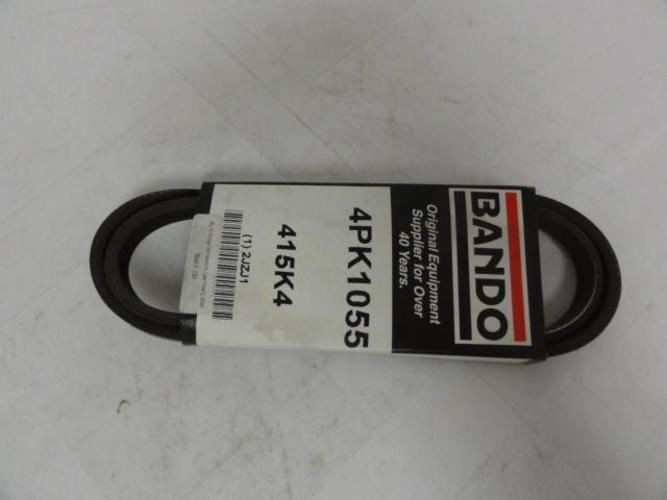 BANDO
Original Equipment
Supplier for Over
40 Years.
4PK1055
415K4
(1) 2JZJ1